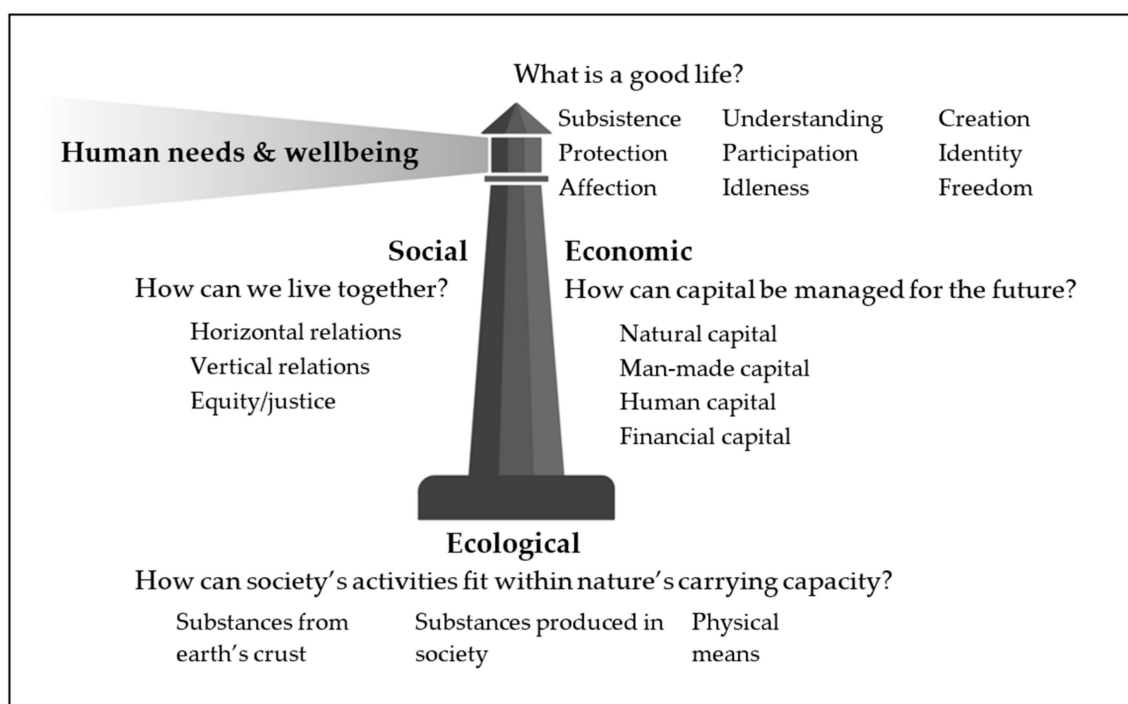 What is a good life?
Subsistence Understanding Creation
Protection Participation Identity
Affection Idleness Freedom
Human needs & wellbeing
Social
How can we live together?
Horizontal relations
Vertical relations
Equity/justice
Economic
How can capital be managed for the future?
Natural capital
Man-made capital
Human capital
Financial capital
Ecological
How can society's activities fit within nature's carrying capacity?
Substances from
earth's crust
Substances produced in
society
Physical
means